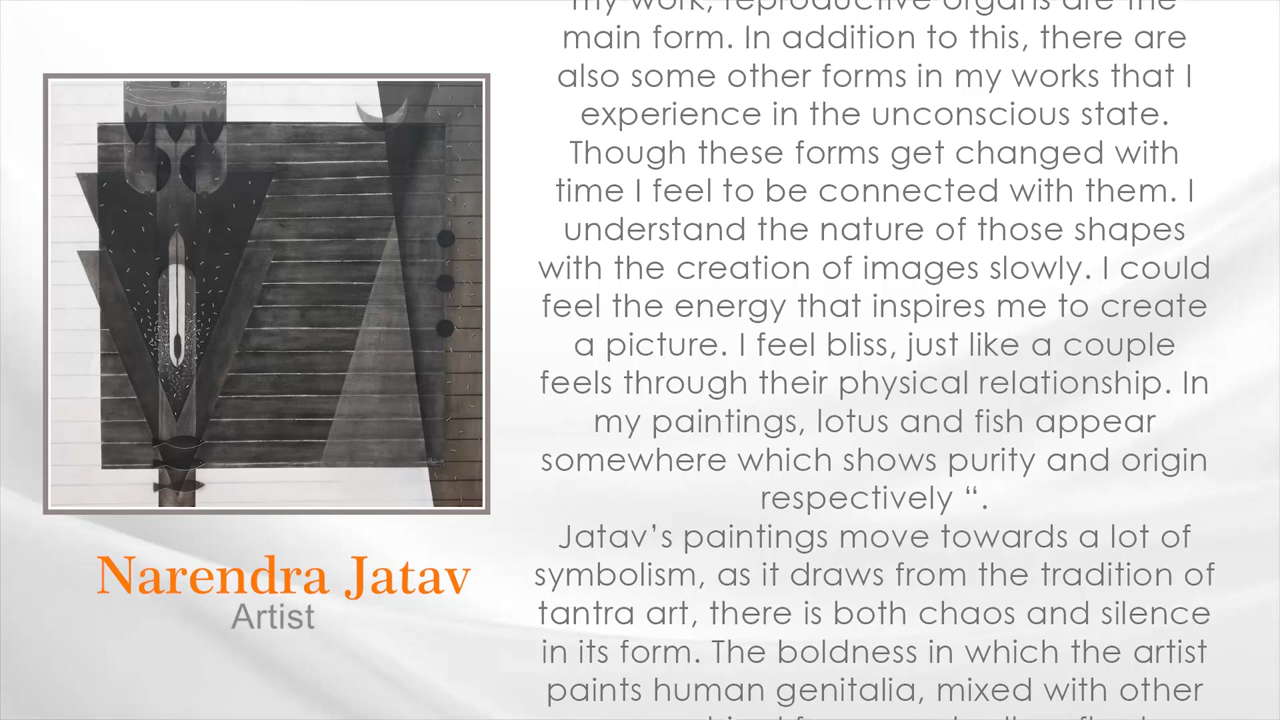 my work, reproductive organs are the
main form. In addition to this, there are
also some other forms in my works that I
experience in the unconscious state.
Though these forms get changed with
time I feel to be connected with them. I
understand the nature of those shapes
with the creation of images slowly. I could
feel the energy that inspires me to create
a picture. I feel bliss, just like a couple
feels through their physical relationship. In
my paintings, lotus and fish appear
somewhere which shows purity and origin
respectively “.
Jatav’s paintings move towards a lot of
symbolism, as it draws from the tradition of
tantra art, there is both chaos and silence
in its form. The boldness in which the artist
paints human genitalia, mixed with other
Narendra Jatav
Artist